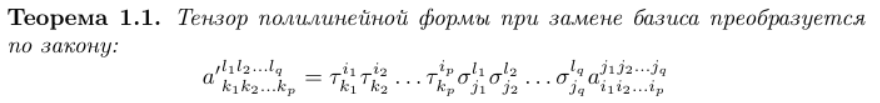 Теорема 1.1. Тензор полилинейной формы при замене базиса преобразуется
по закону:
a′^{l_1 l_2 … l_q}_{k_1 k_2 … k_p} = τ^{i_1}_{k_1} τ^{i_2}_{k_2} … τ^{i_p}_{k_p} σ^{l_1}_{j_1} σ^{l_2}_{j_2} … σ^{l_q}_{j_q} a^{j_1 j_2 … j_q}_{i_1 i_2 … i_p}